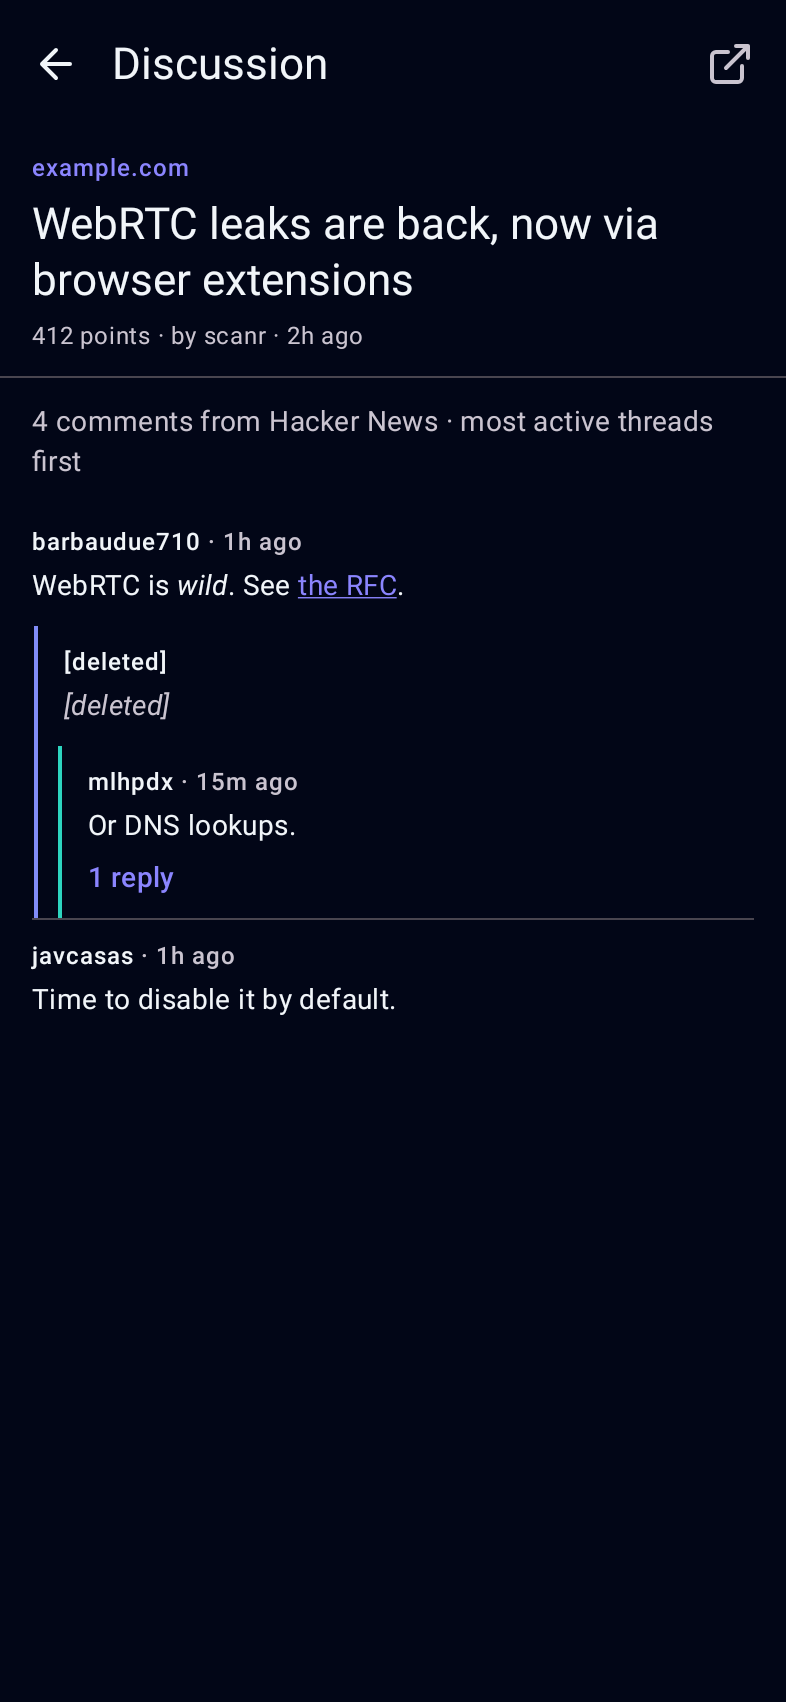 Discussion
example.com
WebRTC leaks are back, now via
browser extensions
412 points · by scanr · 2h ago
4 comments from Hacker News · most active threads
first
barbaudue710 · 1h ago
WebRTC is wild. See the RFC.
[deleted]
[deleted]
mlhpdx · 15m ago
Or DNS lookups.
1 reply
javcasas · 1h ago
Time to disable it by default.